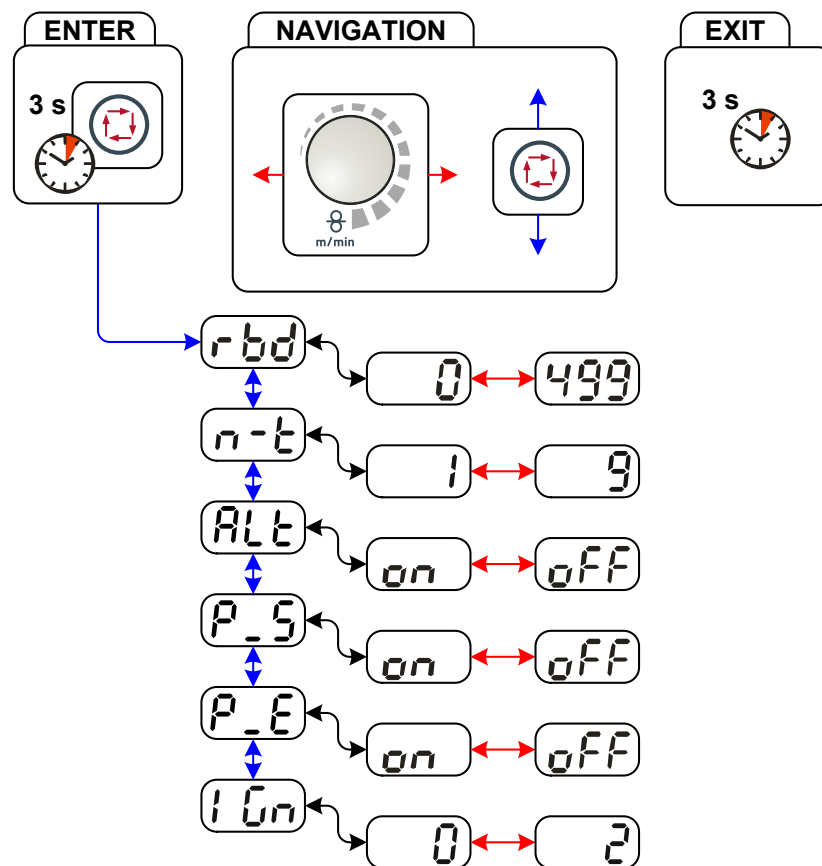 ENTER
NAVIGATION
EXIT
3 s
3 s
m/min
rbd
0
499
n-t
1
9
ALt
on
oFF
P_S
on
oFF
P_E
on
oFF
IGn
0
2